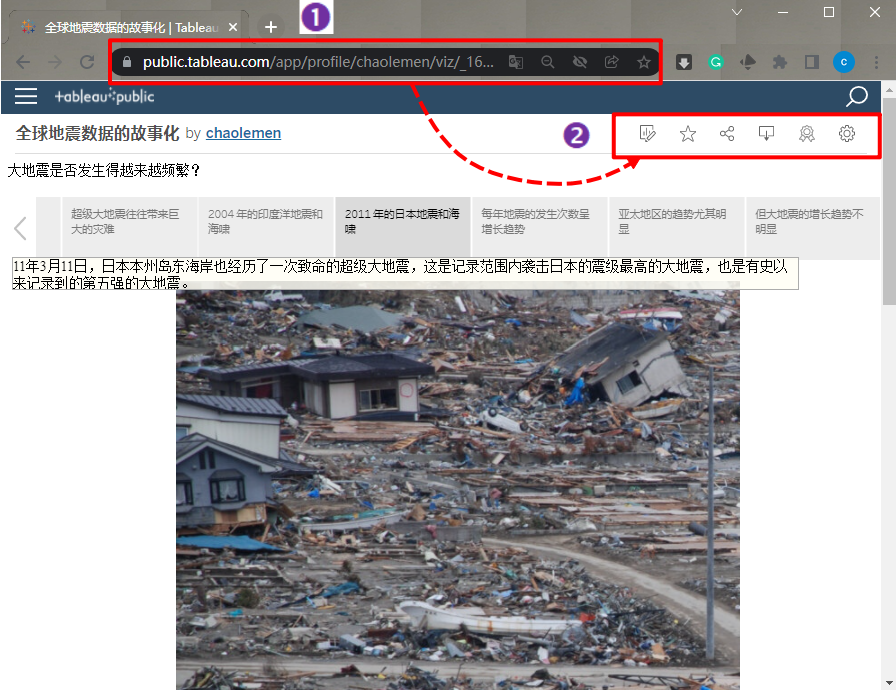 1
全球地震数据的故事化 | Tableau
public.tableau.com/app/profile/chaolemen/viz/_16...
G
c
+ableau+public
全球地震数据的故事化 by chaolemen
2
大地震是否发生得越来越频繁？
超级大地震往往带来巨
大的灾难
2004 年的印度洋地震和
海啸
2011 年的日本地震和海
啸
每年地震的发生次数呈
增长趋势
亚太地区的趋势尤其明
显
但大地震的增长趋势不
明显
11年3月11日，日本本州岛东海岸也经历了一次致命的超级大地震，这是记录范围内袭击日本的震级最高的大地震，也是有史以
来记录到的第五强的大地震。